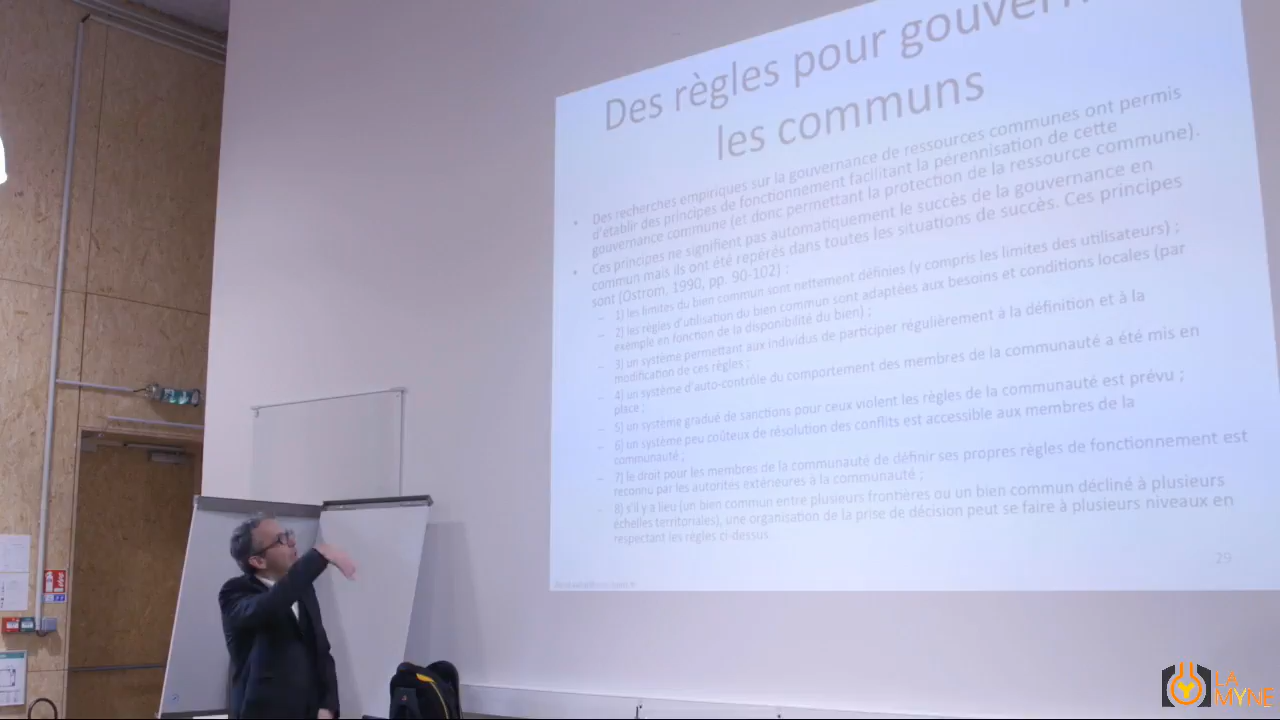 Des règles pour gouvern
les communs
• Des recherches empiriques sur la gouvernance de ressources communes ont permis
d'établir des principes de fonctionnement facilitant la pérennisation de cette
gouvernance commune (et donc permettant la protection de la ressource commune).
• Ces principes ne signifient pas automatiquement le succès de la gouvernance en
commun mais ils ont été repérés dans toutes les situations de succès. Ces principes
sont (Ostrom, 1990, pp. 90-102) :
– 1) les limites du bien commun sont nettement définies (y compris les limites des utilisateurs) ;
– 2) les règles d'utilisation du bien commun sont adaptées aux besoins et conditions locales (par
exemple en fonction de la disponibilité du bien) ;
– 3) un système permettant aux individus de participer régulièrement à la définition et à la
modification de ces règles ;
– 4) un système d'auto-contrôle du comportement des membres de la communauté a été mis en
place ;
– 5) un système gradué de sanctions pour ceux violent les règles de la communauté est prévu ;
– 6) un système peu coûteux de résolution des conflits est accessible aux membres de la
communauté ;
– 7) le droit pour les membres de la communauté de définir ses propres règles de fonctionnement est
reconnu par les autorités extérieures à la communauté ;
– 8) s'il y a lieu (un bien commun entre plusieurs frontières ou un bien commun décliné à plusieurs
échelles territoriales), une organisation de la prise de décision peut se faire à plusieurs niveaux en
respectant les règles ci-dessus
29
LA
MYNE